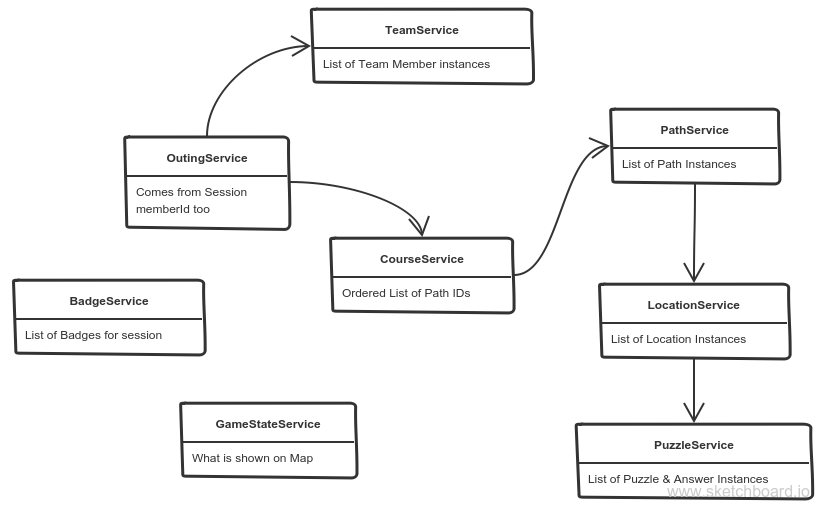 TeamService
List of Team Member instances
PathService
List of Path Instances
OutingService
Comes from Session
memberId too
CourseService
Ordered List of Path IDs
BadgeService
List of Badges for session
LocationService
List of Location Instances
GameStateService
What is shown on Map
PuzzleService
List of Puzzle & Answer Instances
www.sketchboard.io